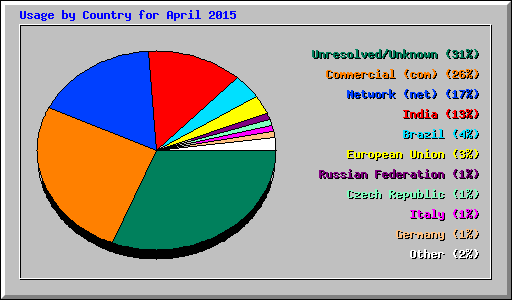 Usage by Country for April 2015
Unresolved/Unknown (31%)
Commercial (com) (26%)
Network (net) (17%)
India (13%)
Brazil (4%)
European Union (3%)
Russian Federation (1%)
Czech Republic (1%)
Italy (1%)
Germany (1%)
Other (2%)